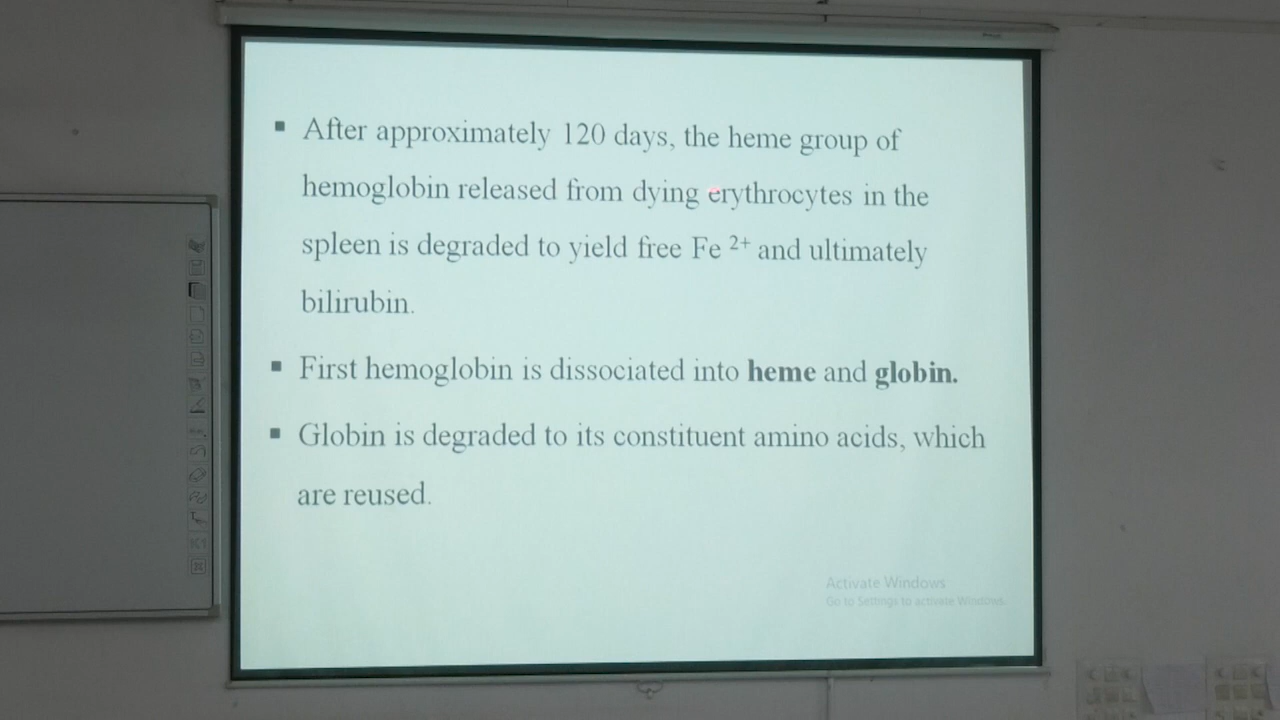 ▪ After approximately 120 days, the heme group of
hemoglobin released from dying erythrocytes in the
spleen is degraded to yield free Fe 2+ and ultimately
bilirubin.
▪ First hemoglobin is dissociated into heme and globin.
▪ Globin is degraded to its constituent amino acids, which
are reused.
Activate Windows
Go to Settings to activate Windows.